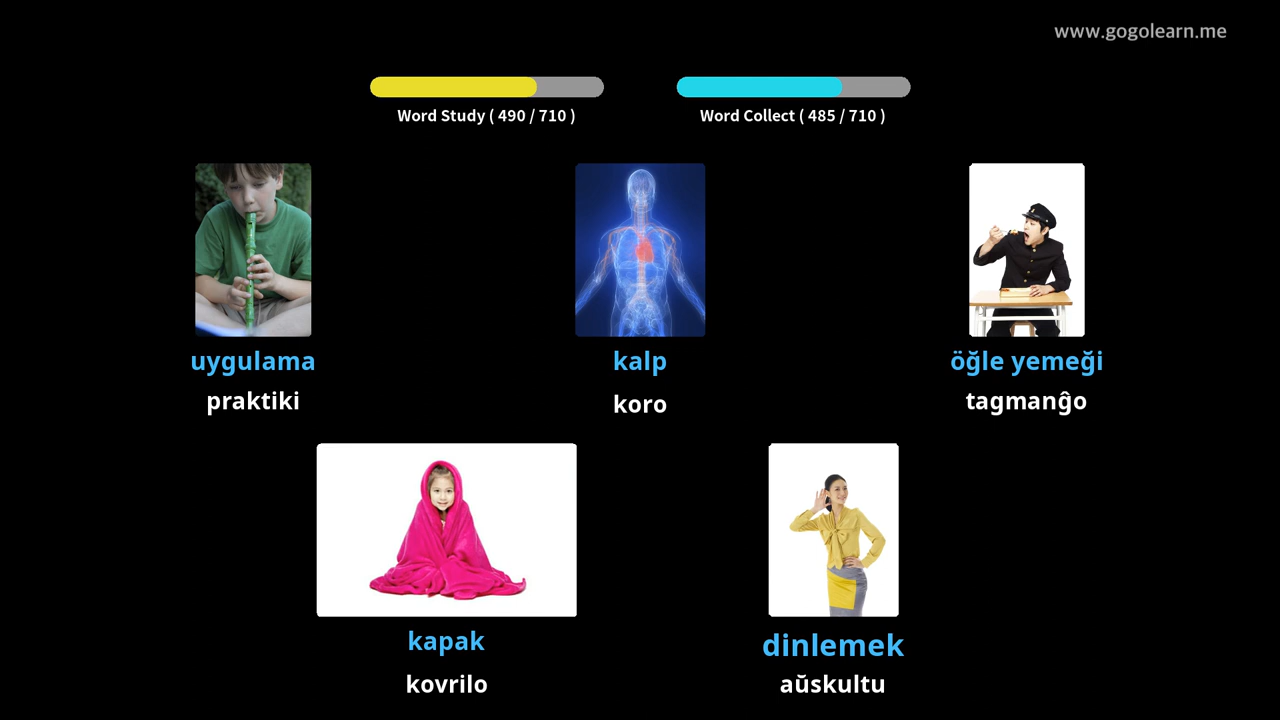 www.gogolearn.me
Word Study ( 490 / 710 )
Word Collect ( 485 / 710 )
uygulama
praktiki
kalp
koro
öğle yemeği
tagmanĝo
kapak
kovrilo
dinlemek
aŭskultu